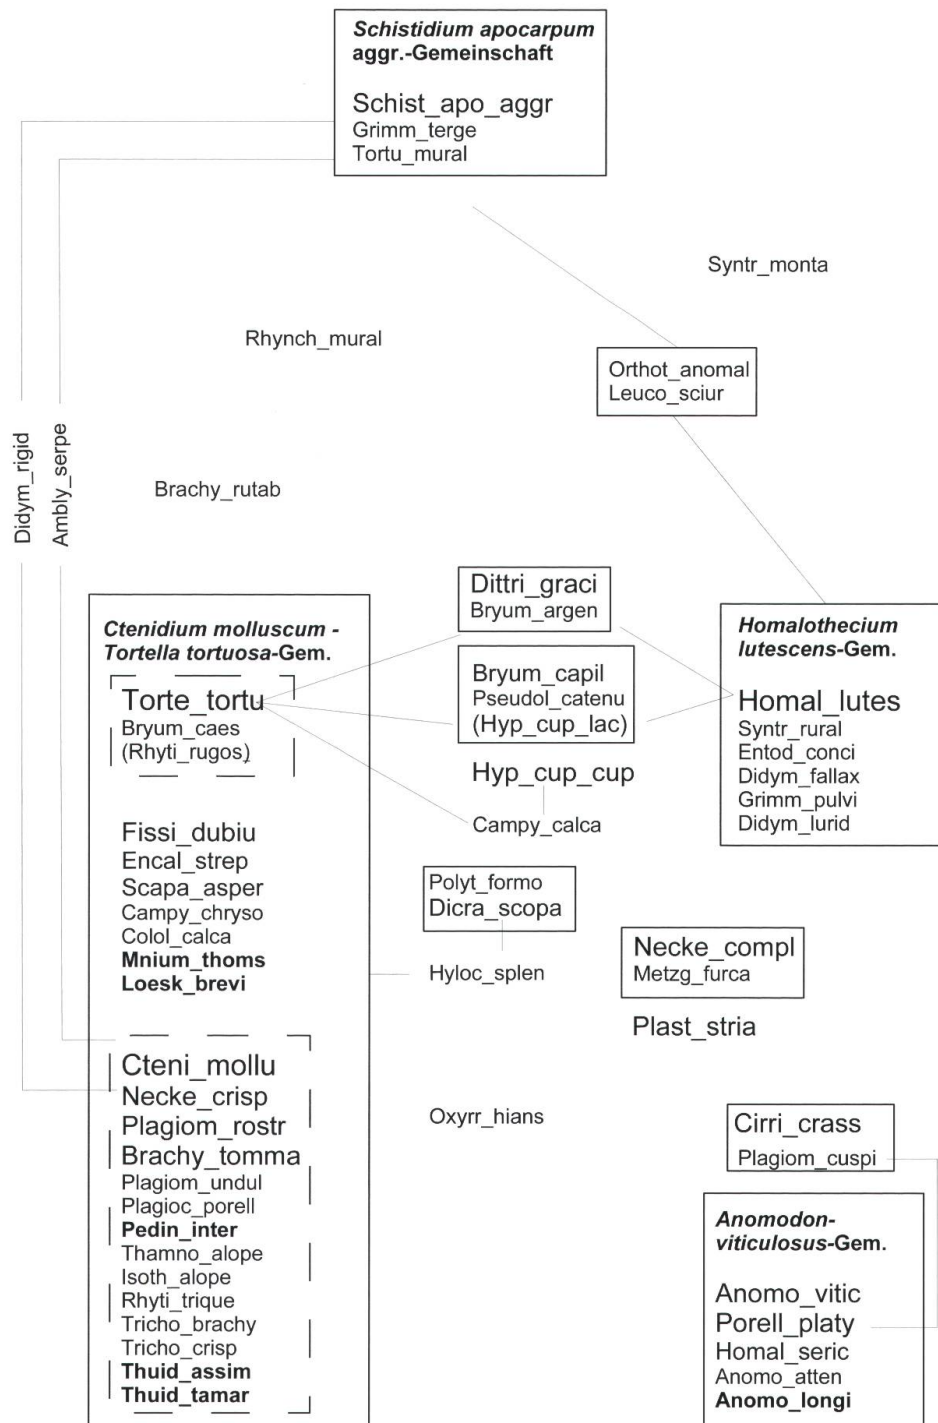 Schistidium apocarpum
aggr.-Gemeinschaft
Schist_apo_aggr
Grimm_terge
Tortu_mural
Syntr_monta
Rhynch_mural
Orthot_anomal
Leuco_sciur
Didym_rigid
Ambly_serpe
Brachy_rutab
Dittri_graci
Bryum_argen
Ctenidium molluscum -
Tortella tortuosa-Gem.
Torte_tortu
Bryum_caes
(Rhyti_rugos)
Bryum_capil
Pseudol_catenu
(Hyp_cup_lac)
Hyp_cup_cup
Campy_calca
Homalothecium
lutescens-Gem.
Homal_lutes
Syntr_rural
Entod_conci
Didym_fallax
Grimm_pulvi
Didym_lurid
Fissi_dubiu
Encal_strep
Scapa_asper
Campy_chryso
Colol_calca
Mnium_thoms
Loesk_brevi
Polyt_formo
Dicra_scopa
Hyloc_splen
Necke_compl
Metzg_furca
Plast_stria
Cteni_mollu
Necke_crisp
Plagiom_rostr
Brachy_tomma
Plagiom_undul
Plagioc_porell
Pedin_inter
Thamno_alope
Isoth_alope
Rhyti_trique
Tricho_brachy
Tricho_crisp
Thuid_assim
Thuid_tamar
Oxyrr_hians
Cirri_crass
Plagiom_cuspi
Anomodon-
viticulosus-Gem.
Anomo_vitic
Porell_platy
Homal_seric
Anomo_atten
Anomo_longi